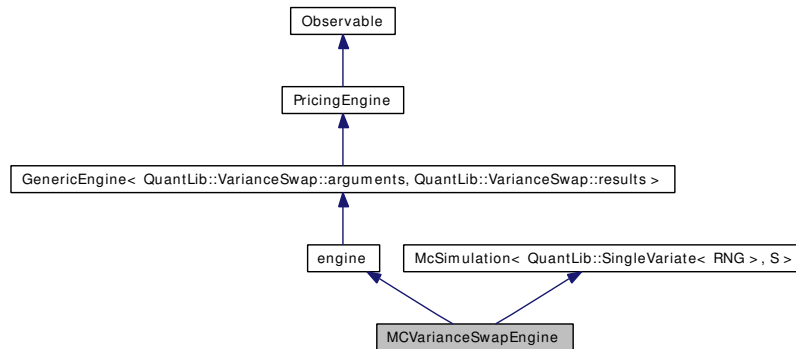 Observable
PricingEngine
GenericEngine< QuantLib::VarianceSwap::arguments, QuantLib::VarianceSwap::results >
engine
McSimulation< QuantLib::SingleVariate< RNG >, S >
MCVarianceSwapEngine